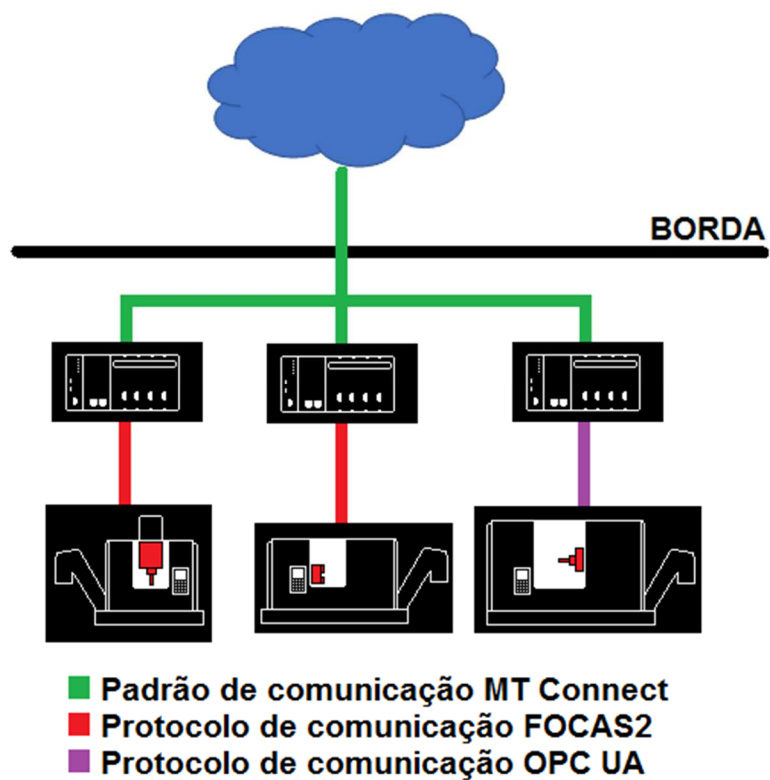 BORDA
Padrão de comunicação MT Connect
Protocolo de comunicação FOCAS2
Protocolo de comunicação OPC UA